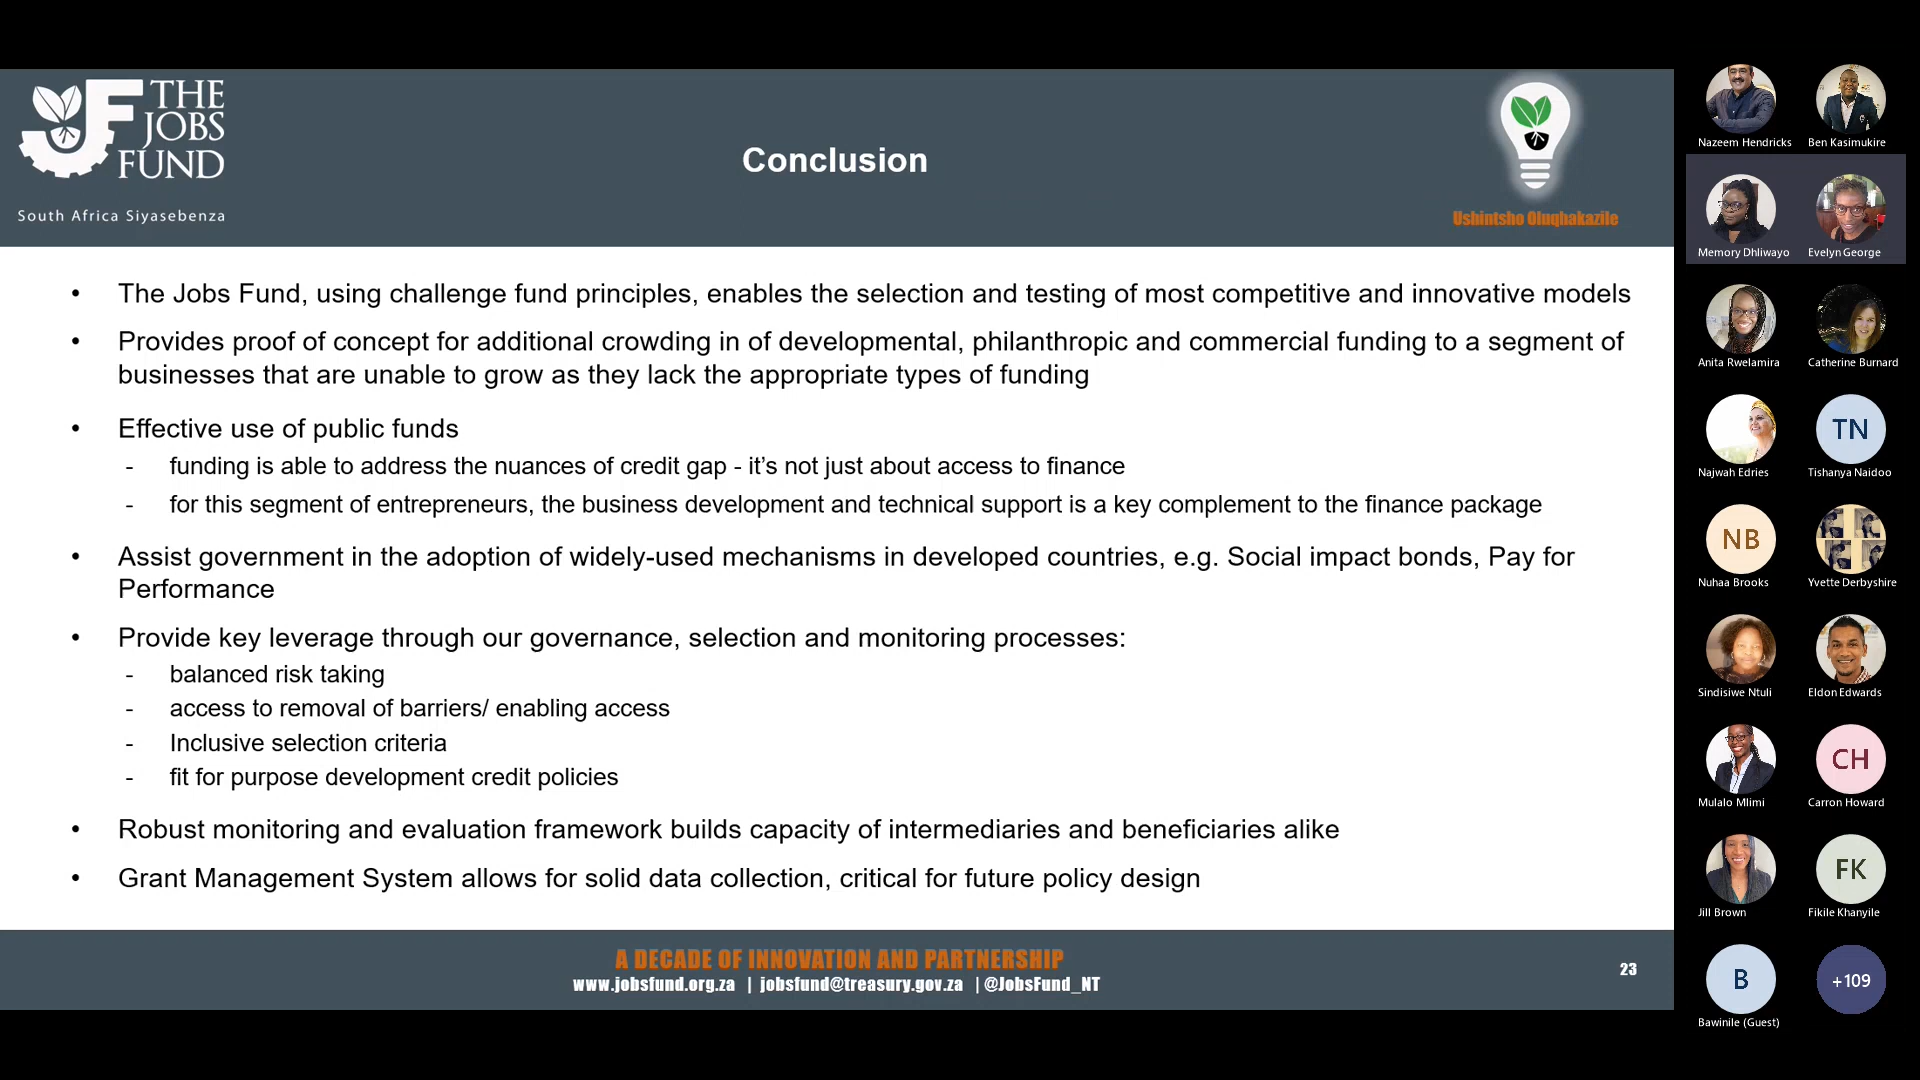 THE
JOBS
FUND
South Africa Siyasebenza
Conclusion
Ushintsho Oluqhakazile
• The Jobs Fund, using challenge fund principles, enables the selection and testing of most competitive and innovative models
• Provides proof of concept for additional crowding in of developmental, philanthropic and commercial funding to a segment of
businesses that are unable to grow as they lack the appropriate types of funding
• Effective use of public funds
- funding is able to address the nuances of credit gap - it’s not just about access to finance
- for this segment of entrepreneurs, the business development and technical support is a key complement to the finance package
• Assist government in the adoption of widely-used mechanisms in developed countries, e.g. Social impact bonds, Pay for
Performance
• Provide key leverage through our governance, selection and monitoring processes:
- balanced risk taking
- access to removal of barriers/ enabling access
- Inclusive selection criteria
- fit for purpose development credit policies
• Robust monitoring and evaluation framework builds capacity of intermediaries and beneficiaries alike
• Grant Management System allows for solid data collection, critical for future policy design
A DECADE OF INNOVATION AND PARTNERSHIP
www.jobsfund.org.za | jobsfund@treasury.gov.za | @JobsFund_NT
23
Nazeem Hendricks
Ben Kasimukire
Memory Dhliwayo
Evelyn George
Anita Rwelamira
Catherine Burnard
TN
Najwah Edries
Tishanya Naidoo
NB
Nuhaa Brooks
Yvette Derbyshire
Sindisiwe Ntuli
Eldon Edwards
CH
Mulalo Mlimi
Carron Howard
FK
Jill Brown
Fikile Khanyile
B
+109
Bawinile (Guest)